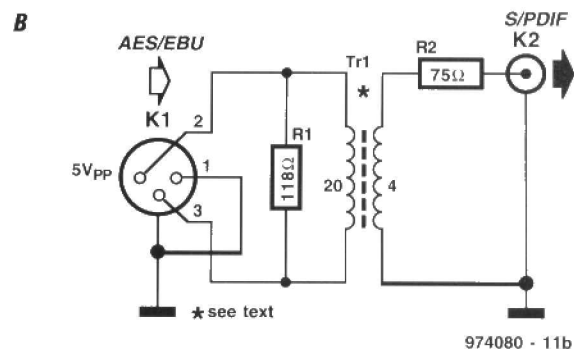 B
AES/EBU
K1
5VPP
2
1
3
R1
118Ω
Tr1
*
20
4
R2
75Ω
S/PDIF
K2
* see text
974080 - 11b